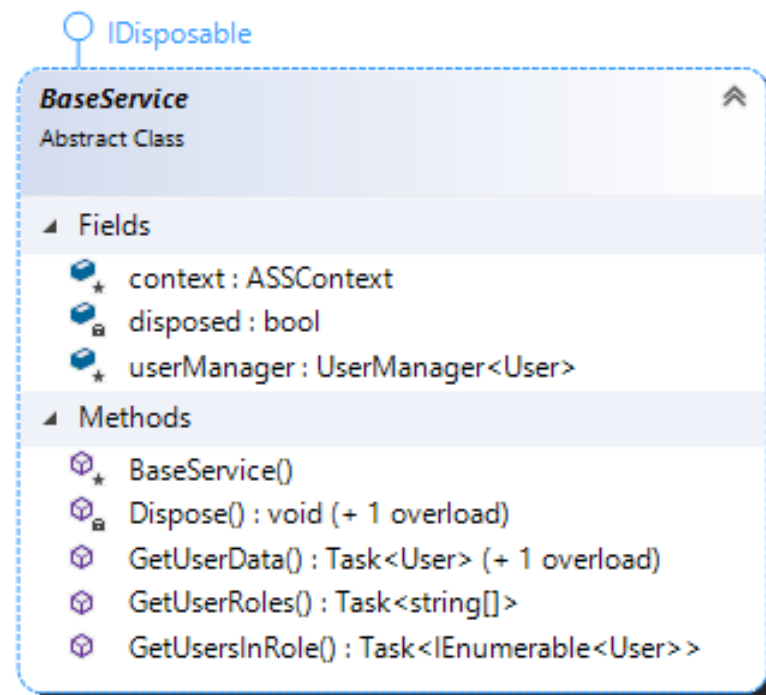 IDisposable
BaseService
Abstract Class
Fields
context : ASSContext
disposed : bool
userManager : UserManager<User>
Methods
BaseService()
Dispose() : void (+ 1 overload)
GetUserData() : Task<User> (+ 1 overload)
GetUserRoles() : Task<string[]>
GetUsersInRole() : Task<IEnumerable<User>>